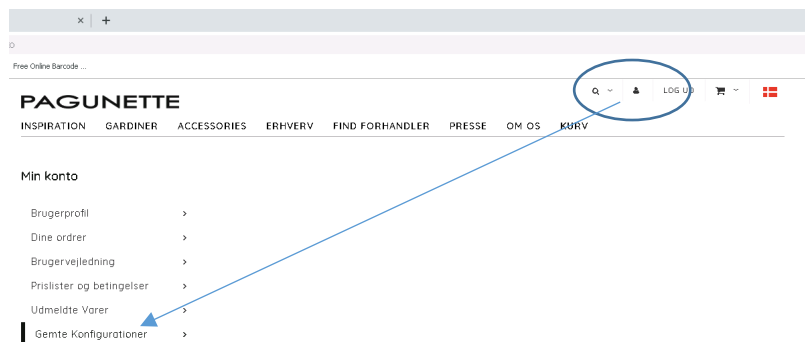 Free Online Barcode ...
LOG UD
PAGUNETTE
INSPIRATION GARDINER ACCESSORIES ERHVERV FIND FORHANDLER PRESSE OM OS KURV
Min konto
Brugerprofil
Dine ordrer
Brugervejledning
Prislister og betingelser
Udmeldte Varer
Gemte Konfigurationer